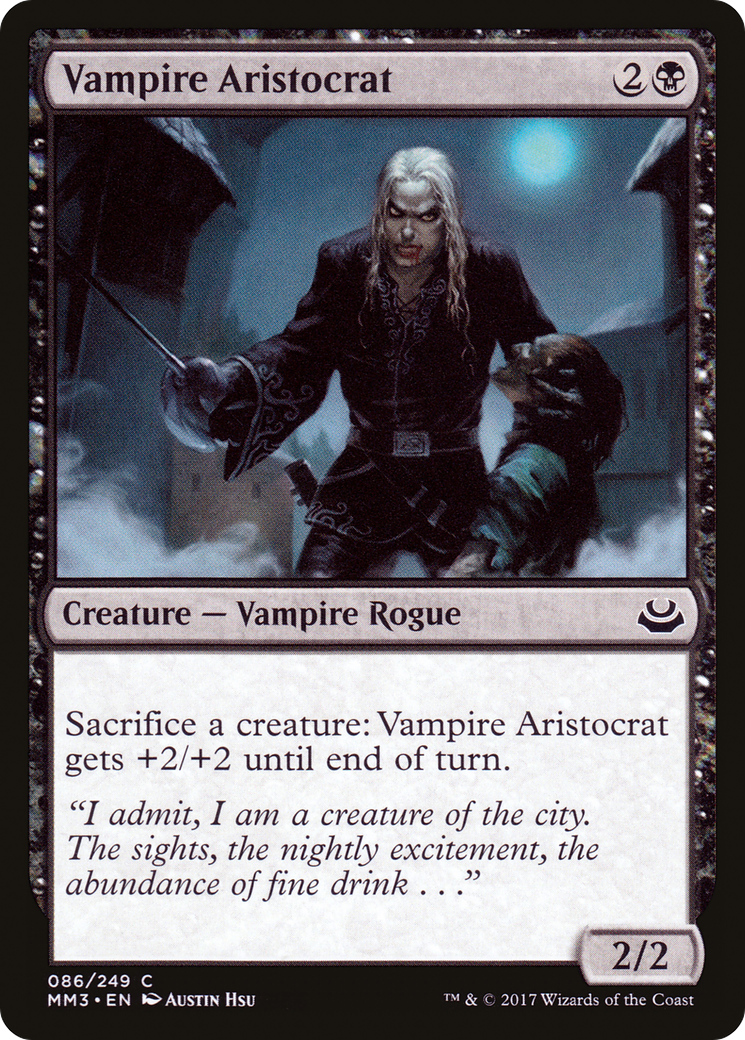 Vampire Aristocrat 2
Creature — Vampire Rogue
Sacrifice a creature: Vampire Aristocrat
gets +2/+2 until end of turn.
“I admit, I am a creature of the city.
The sights, the nightly excitement, the
abundance of fine drink . . .”
2/2
086/249 C
MM3 • EN Austin Hsu
™ & © 2017 Wizards of the Coast